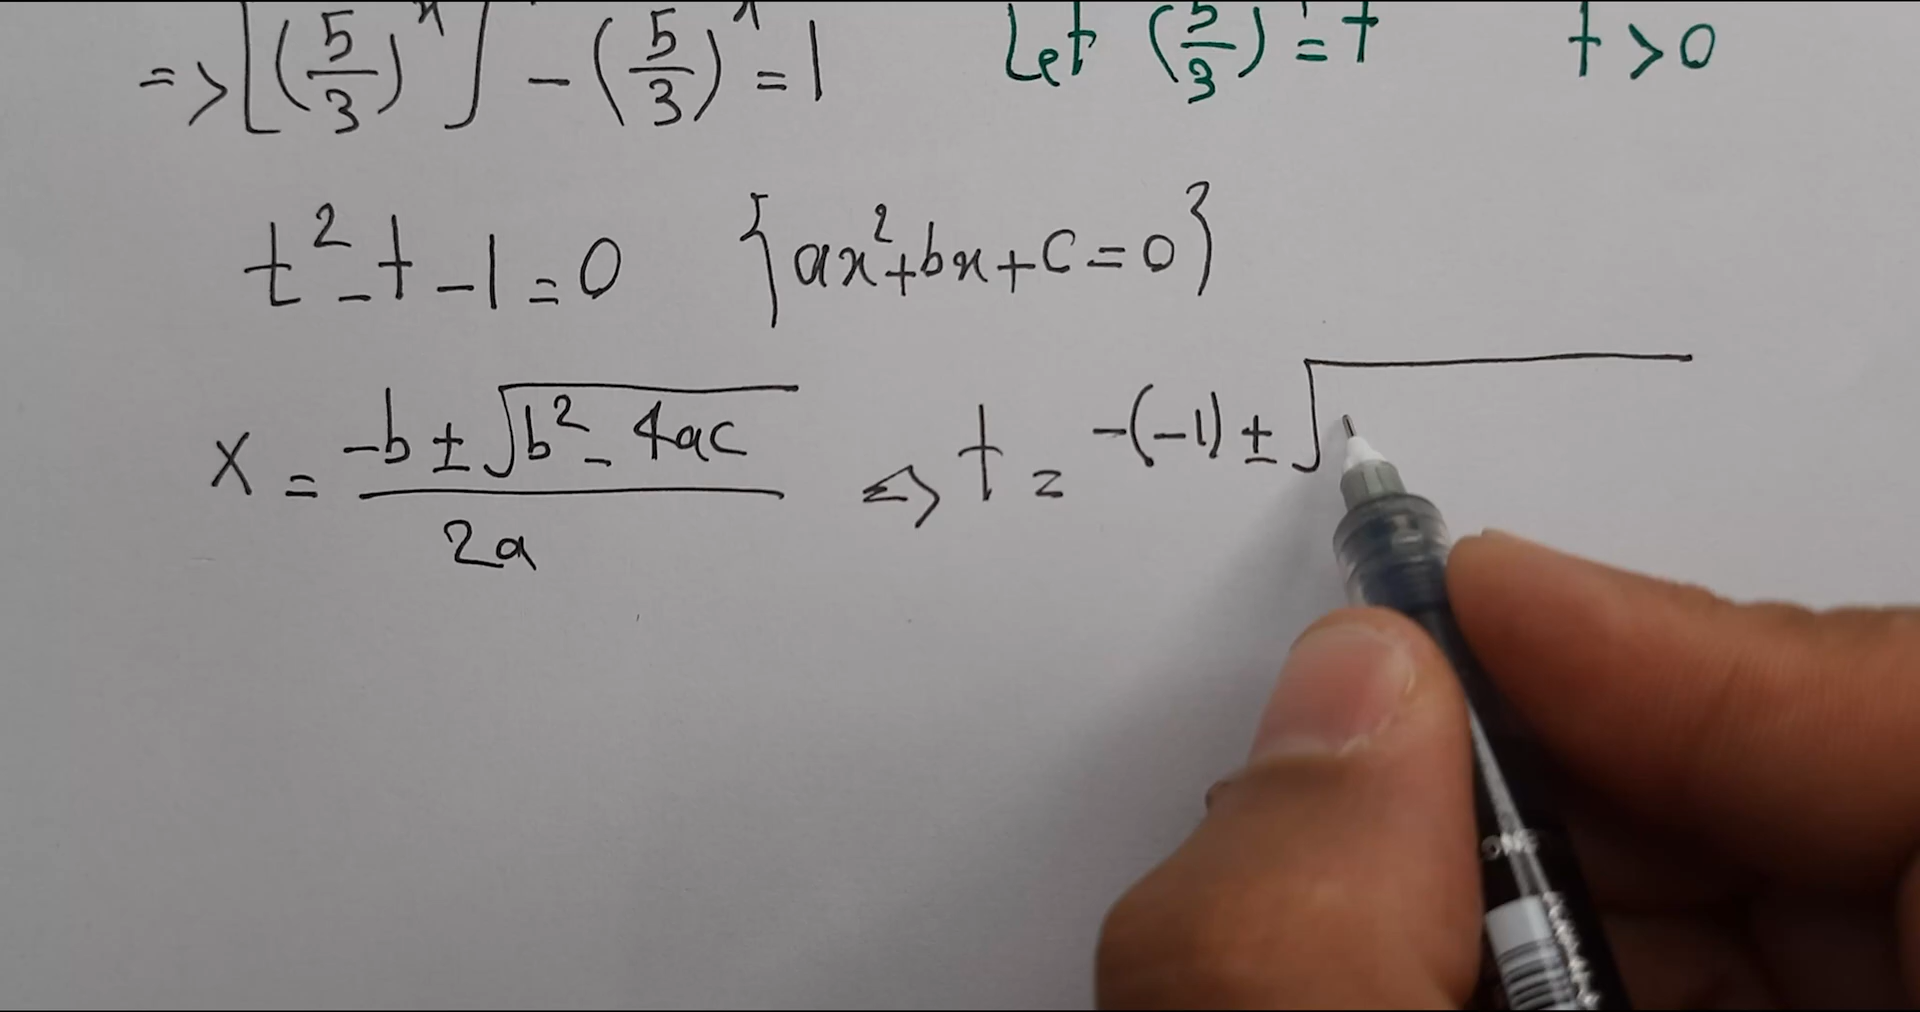 => [(5/3)^x] - (5/3)^x = 1 Let (5/3) = t t > 0
t² - t - 1 = 0 {ax² + bx + c = 0}
x = (-b ± √(b² - 4ac))/2a <=> t = -(-1) ± √